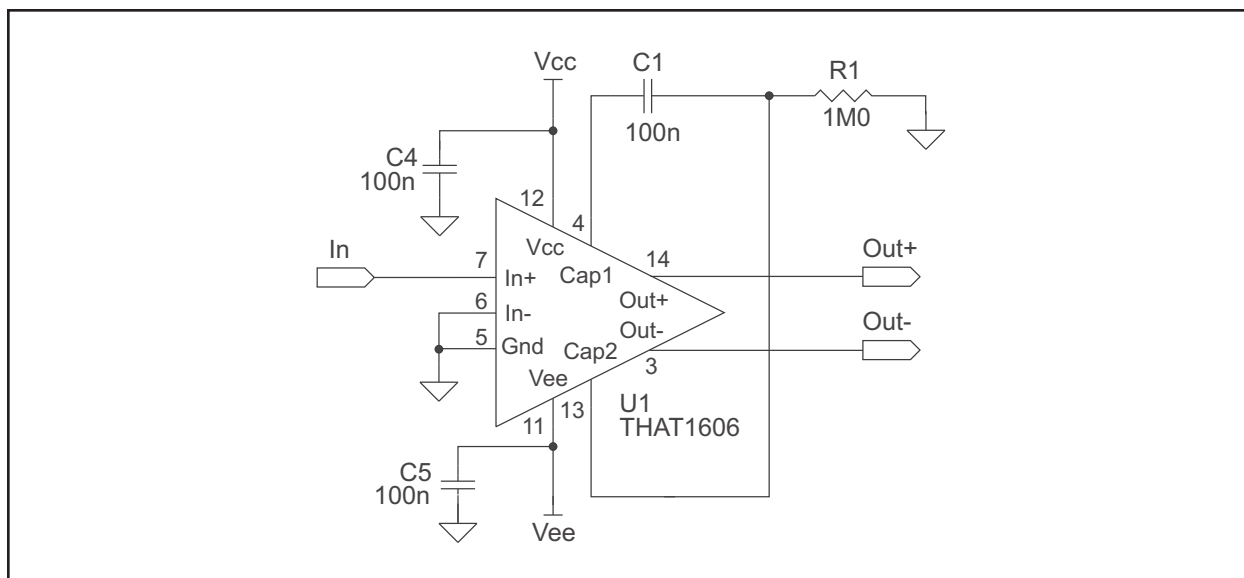 Vcc
C1
R1
100n
1M0
C4
100n
12
4
Vcc
In
7
In+
Cap1
14
Out+
Out+
6
In-
Out-
Out-
5
Gnd
Cap2
3
Vee
13
11
U1
THAT1606
C5
100n
Vee